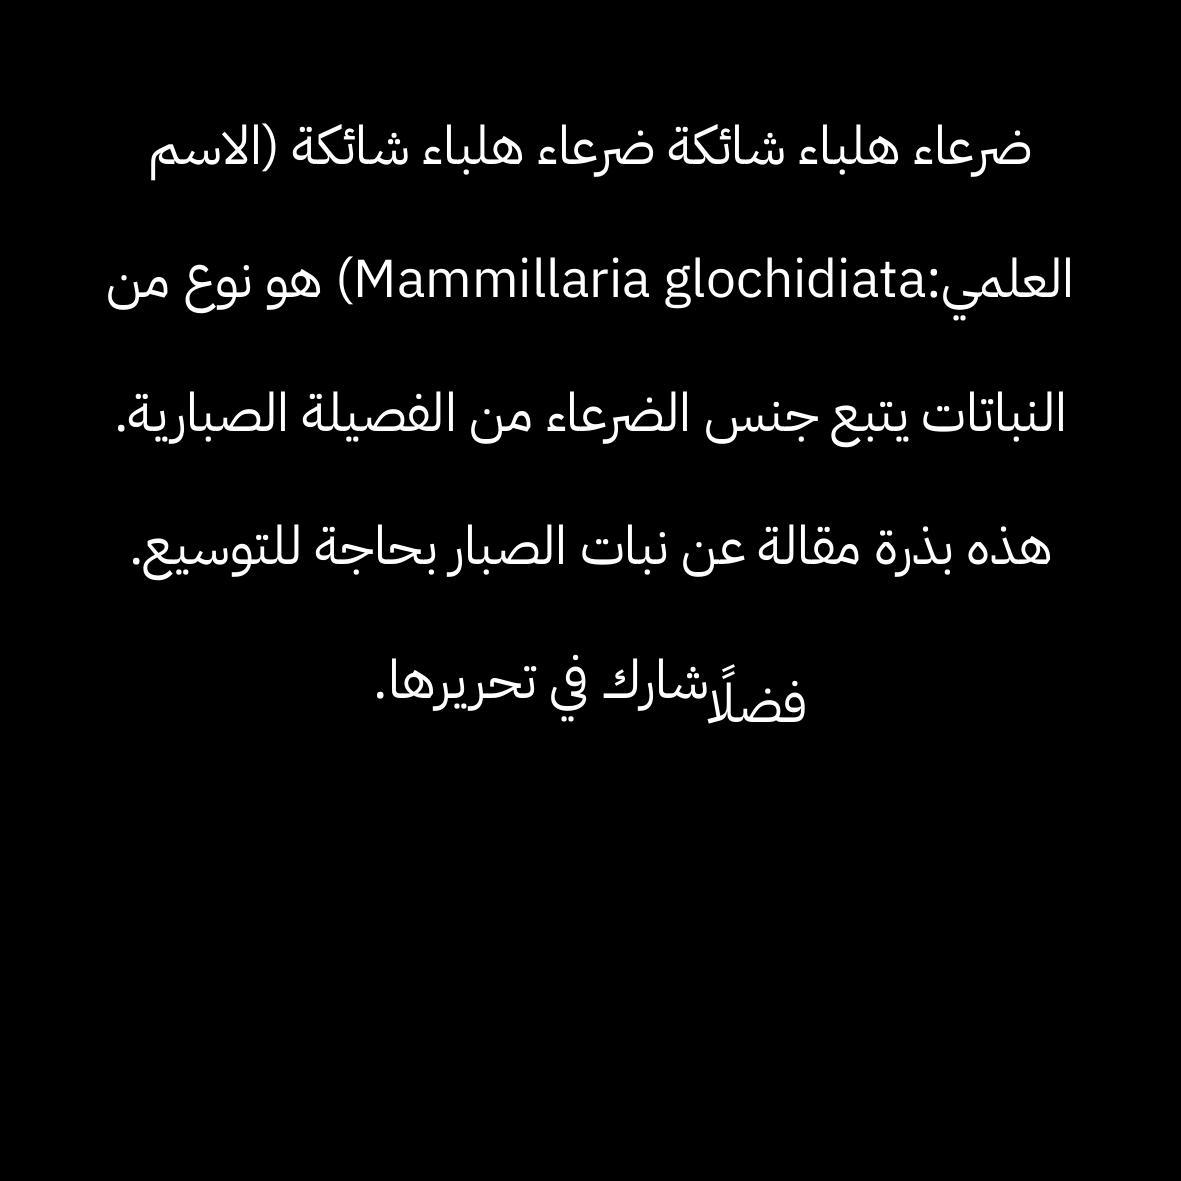 ضرعاء هلباء شائكة ضرعاء هلباء شائكة (الاسم
العلمي:Mammillaria glochidiata) هو نوع من
النباتات يتبع جنس الضرعاء من الفصيلة الصبارية.
هذه بذرة مقالة عن نبات الصبار بحاجة للتوسيع.
فضلًا شارك في تحريرها.